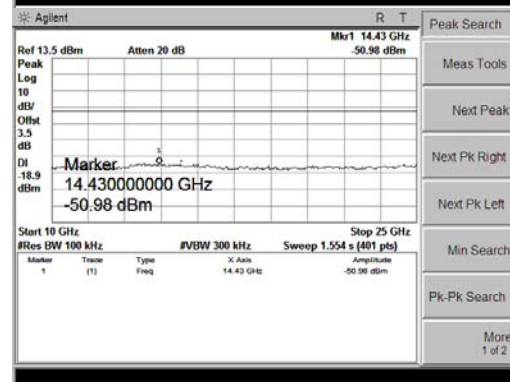 Agilent R T
Mkr1 14.43 GHz
Ref 13.5 dBm Atten 20 dB -50.98 dBm
Peak
Log
10
dB/
Offst
3.5
dB
DI
-18.9
dBm
1
Marker
14.430000000 GHz
-50.98 dBm
Start 10 GHz Stop 25 GHz
#Res BW 100 kHz #VBW 300 kHz Sweep 1.554 s (401 pts)
Marker Trace Type X Axis Amplitude
1 (1) Freq 14.43 GHz -50.98 dBm
Peak Search
Meas Tools
Next Peak
Next Pk Right
Next Pk Left
Min Search
Pk-Pk Search
More
1 of 2